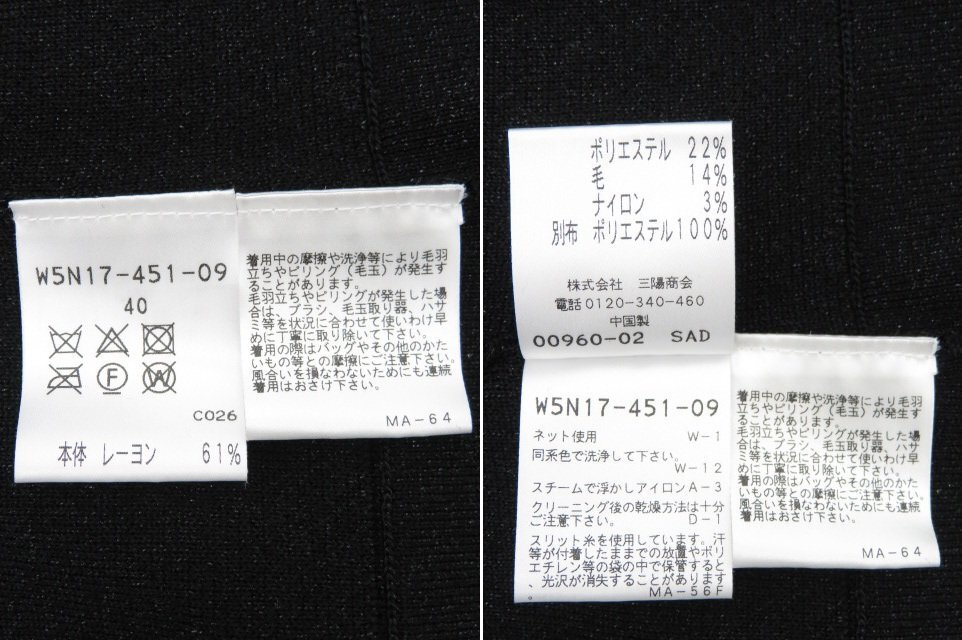 W5N17-451-09
40
F
W
C026
本体 レーヨン 61%
着用中の摩擦や洗浄等により毛羽
立ちやピリング(毛玉)が発生す
ることがあります。
毛羽立ちやピリングが発生した場
合は、ブラシ、毛玉取り器、ハサ
ミ等を状況に合わせて使いわけ早
めに丁寧に取り除いて下さい。
着用の際はバッグやその他のかた
いもの等との摩擦にご注意下さい。
風合いを損なわないためにも連続
着用はおさけ下さい。
MA-64
ポリエステル 22%
毛 14%
ナイロン 3%
別布 ポリエステル100%
株式会社 三陽商会
電話0120-340-460
中国製
00960-02 SAD
W5N17-451-09
ネット使用 W-1
同系色で洗浄して下さい。
W-12
スチームで浮かしアイロンA-3
クリーニング後の乾燥方法は十分
ご注意下さい。 D-1
スリット糸を使用しています。汗
等が付着したままでの放置やポリ
エチレン等の袋の中で保管すると
、光沢が消失することがあります
。 MA-56F
着用中の摩擦や洗浄等により毛羽
立ちやピリング(毛玉)が発生す
ることがあります。
毛羽立ちやピリングが発生した場
合は、ブラシ、毛玉取り器、ハサ
ミ等を状況に合わせて使いわけ早
めに丁寧に取り除いて下さい。
着用の際はバッグやその他のかた
いもの等との摩擦にご注意下さい。
風合いを損なわないためにも連続
着用はおさけ下さい。
MA-64